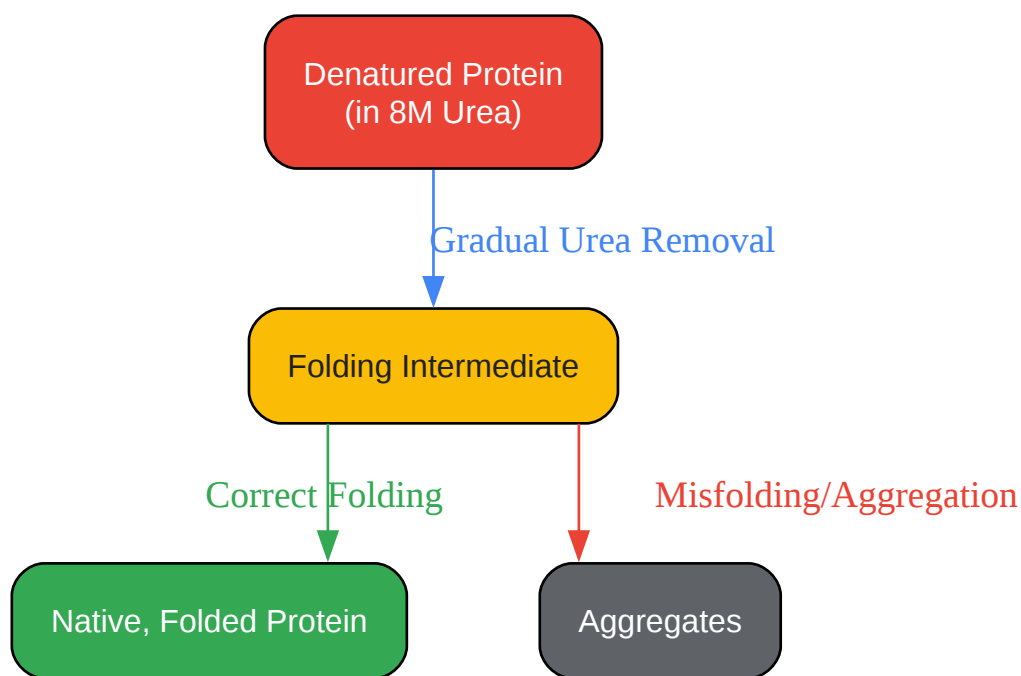 Denatured Protein
(in 8M Urea)
Gradual Urea Removal
Folding Intermediate
Correct Folding
Misfolding/Aggregation
Native, Folded Protein
Aggregates